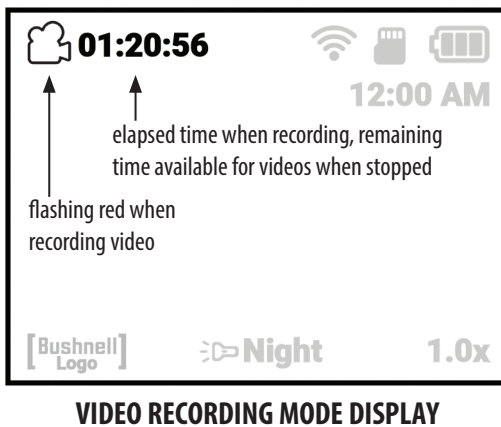 01:20:56
12:00 AM
elapsed time when recording, remaining
time available for videos when stopped
flashing red when
recording video
[Bushnell
Logo]
Night
1.0x
VIDEO RECORDING MODE DISPLAY